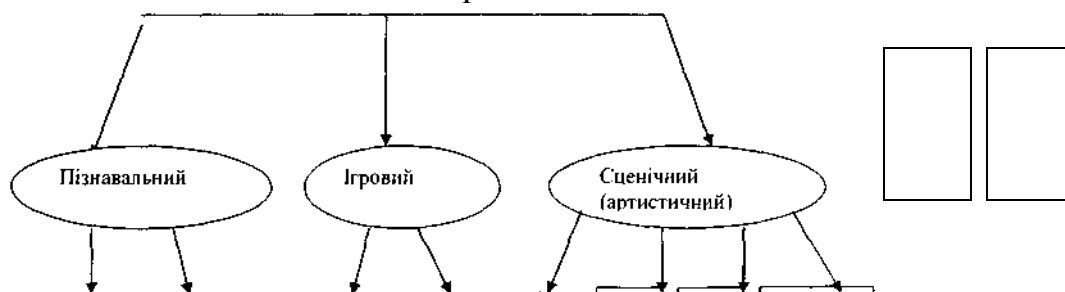 Пізнавальний
Ігровий
Сценічний
(артистичний)